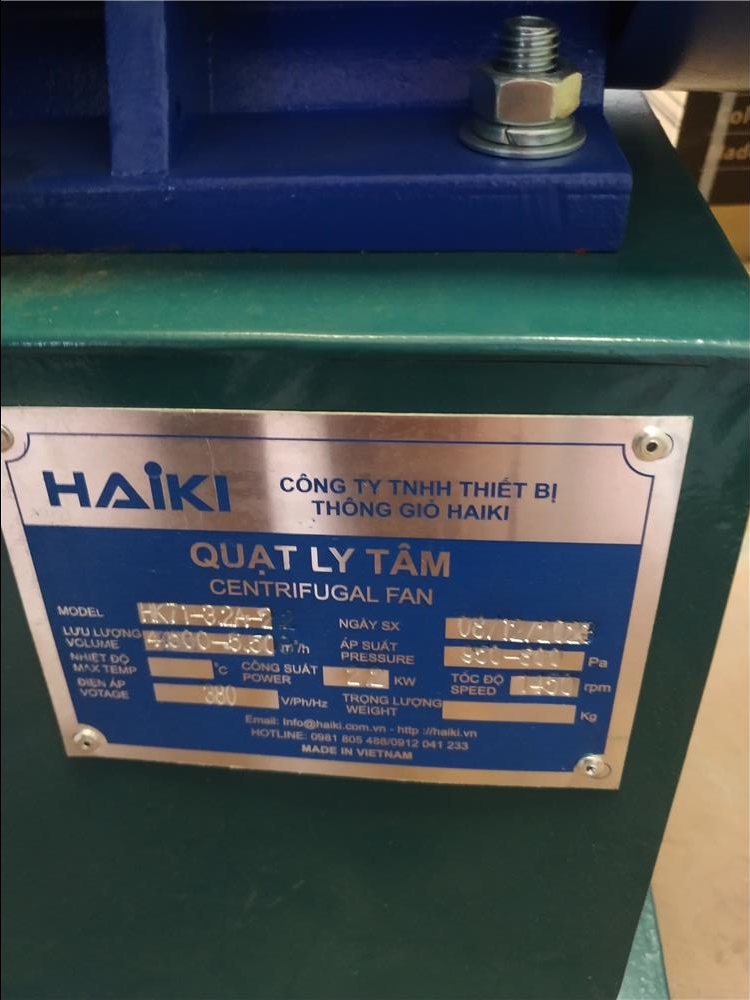 HAiKI
CÔNG TY TNHH THIẾT BỊ
THÔNG GIÓ HAIKI
QUẠT LY TÂM
CENTRIFUGAL FAN
MODEL
NGÀY SX
LƯU LƯỢNG
VOLUME m³/h
ÁP SUẤT
PRESSURE Pa
NHIỆT ĐỘ
MAX TEMP °C
CÔNG SUẤT
POWER 2.2 KW
TỐC ĐỘ
SPEED 1450 rpm
ĐIỆN ÁP
VOTAGE 380 V/Ph/Hz
TRỌNG LƯỢNG
WEIGHT Kg
Email: Info@haiki.com.vn - http ://haiki.vn
HOTLINE: 0981 805 488/0912 041 233
MADE IN VIETNAM